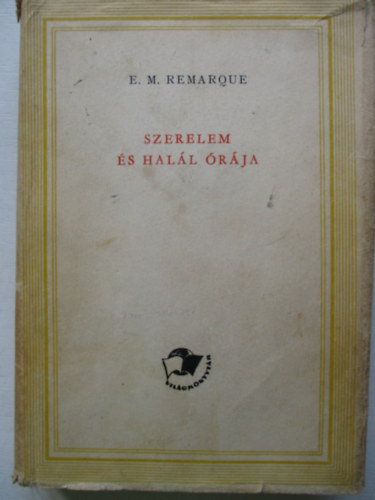 E. M. REMARQUE
SZERELEM
ÉS HALÁL ÓRÁJA
VILÁGKÖNYVTÁR